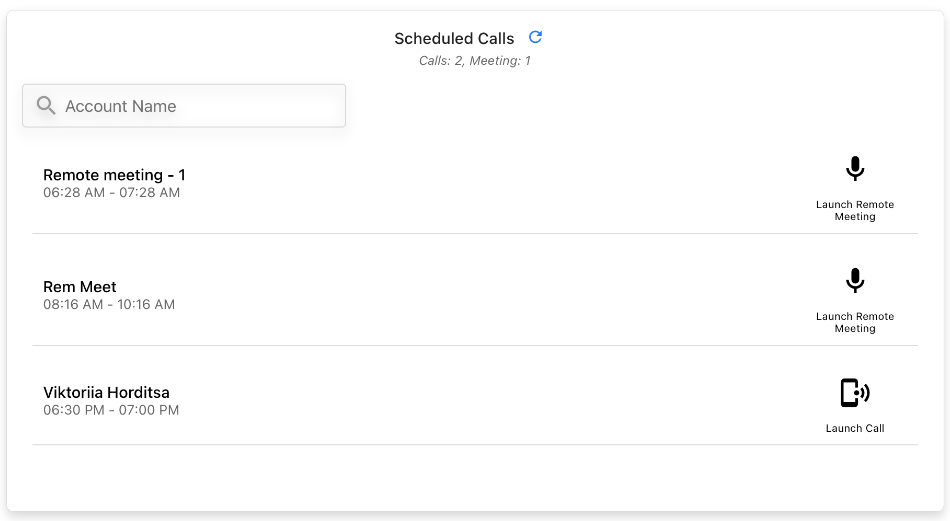 Scheduled Calls
Calls: 2, Meeting: 1
Account Name
Remote meeting - 1
06:28 AM - 07:28 AM
Launch Remote
Meeting
Rem Meet
08:16 AM - 10:16 AM
Launch Remote
Meeting
Viktoriia Horditsa
06:30 PM - 07:00 PM
Launch Call